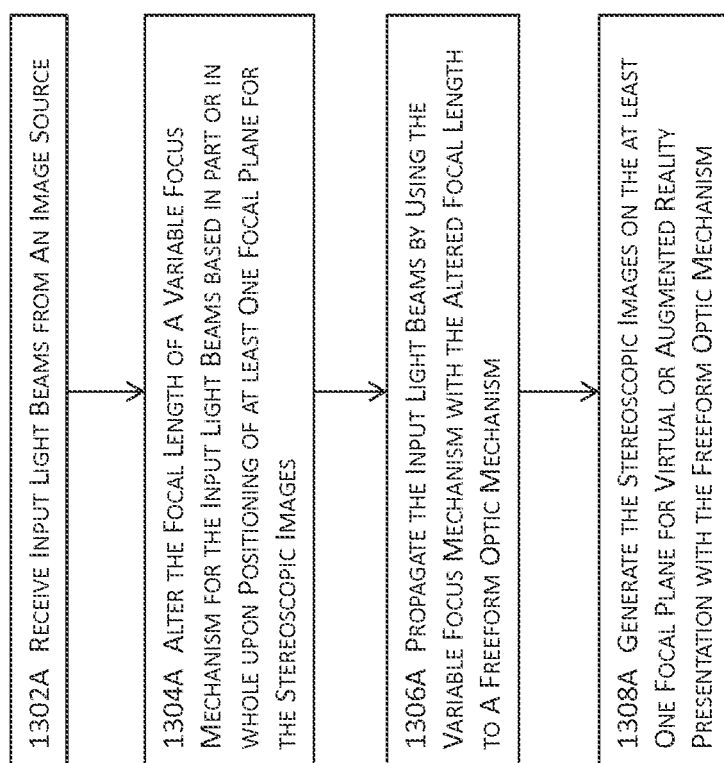 1302A RECEIVE INPUT LIGHT BEAMS FROM AN IMAGE SOURCE
1304A ALTER THE FOCAL LENGTH OF A VARIABLE FOCUS
MECHANISM FOR THE INPUT LIGHT BEAMS BASED IN PART OR IN
WHOLE UPON POSITIONING OF AT LEAST ONE FOCAL PLANE FOR
THE STEREOSCOPIC IMAGES
1306A PROPAGATE THE INPUT LIGHT BEAMS BY USING THE
VARIABLE FOCUS MECHANISM WITH THE ALTERED FOCAL LENGTH
TO A FREEFORM OPTIC MECHANISM
1308A GENERATE THE STEREOSCOPIC IMAGES ON THE AT LEAST
ONE FOCAL PLANE FOR VIRTUAL OR AUGMENTED REALITY
PRESENTATION WITH THE FREEFORM OPTIC MECHANISM